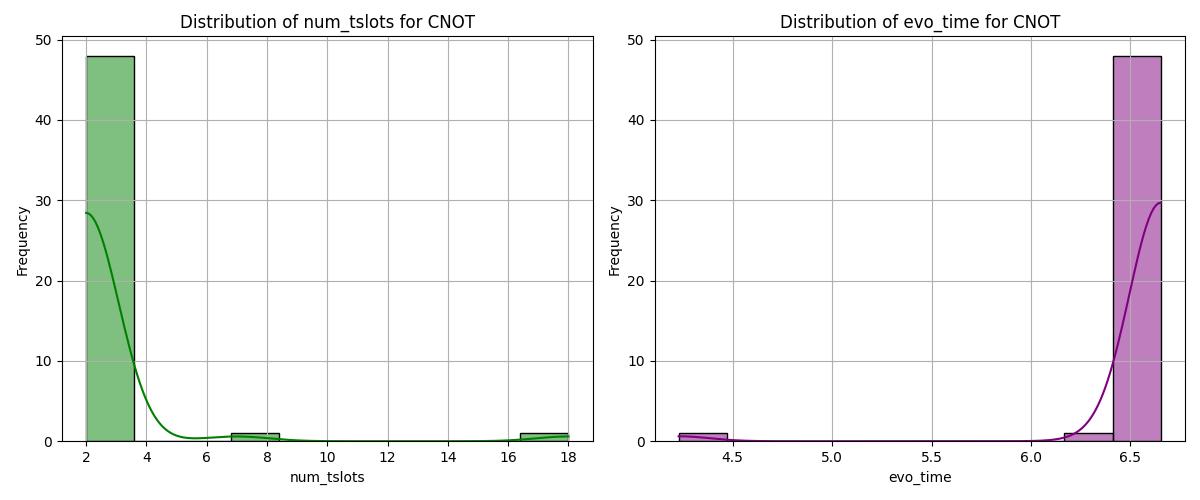 Distribution of num_tslots for CNOT
Frequency
50
40
30
20
10
0
2 4 6 8 10 12 14 16 18
num_tslots
Distribution of evo_time for CNOT
Frequency
50
40
30
20
10
0
4.5 5.0 5.5 6.0 6.5
evo_time